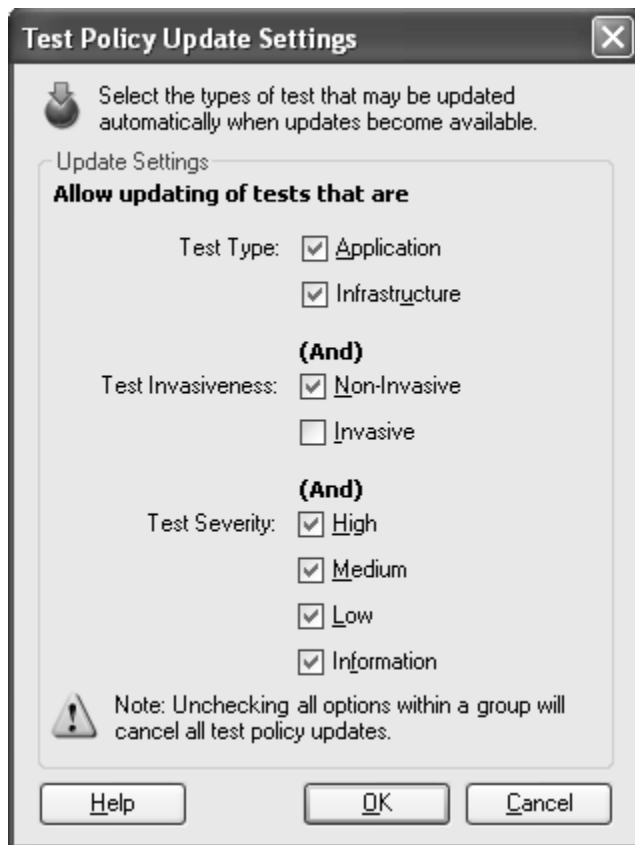 Test Policy Update Settings
Select the types of test that may be updated
automatically when updates become available.
Update Settings
Allow updating of tests that are
Test Type: Application
Infrastructure
(And)
Test Invasiveness: Non-Invasive
Invasive
(And)
Test Severity: High
Medium
Low
Information
Note: Unchecking all options within a group will
cancel all test policy updates.
Help OK Cancel